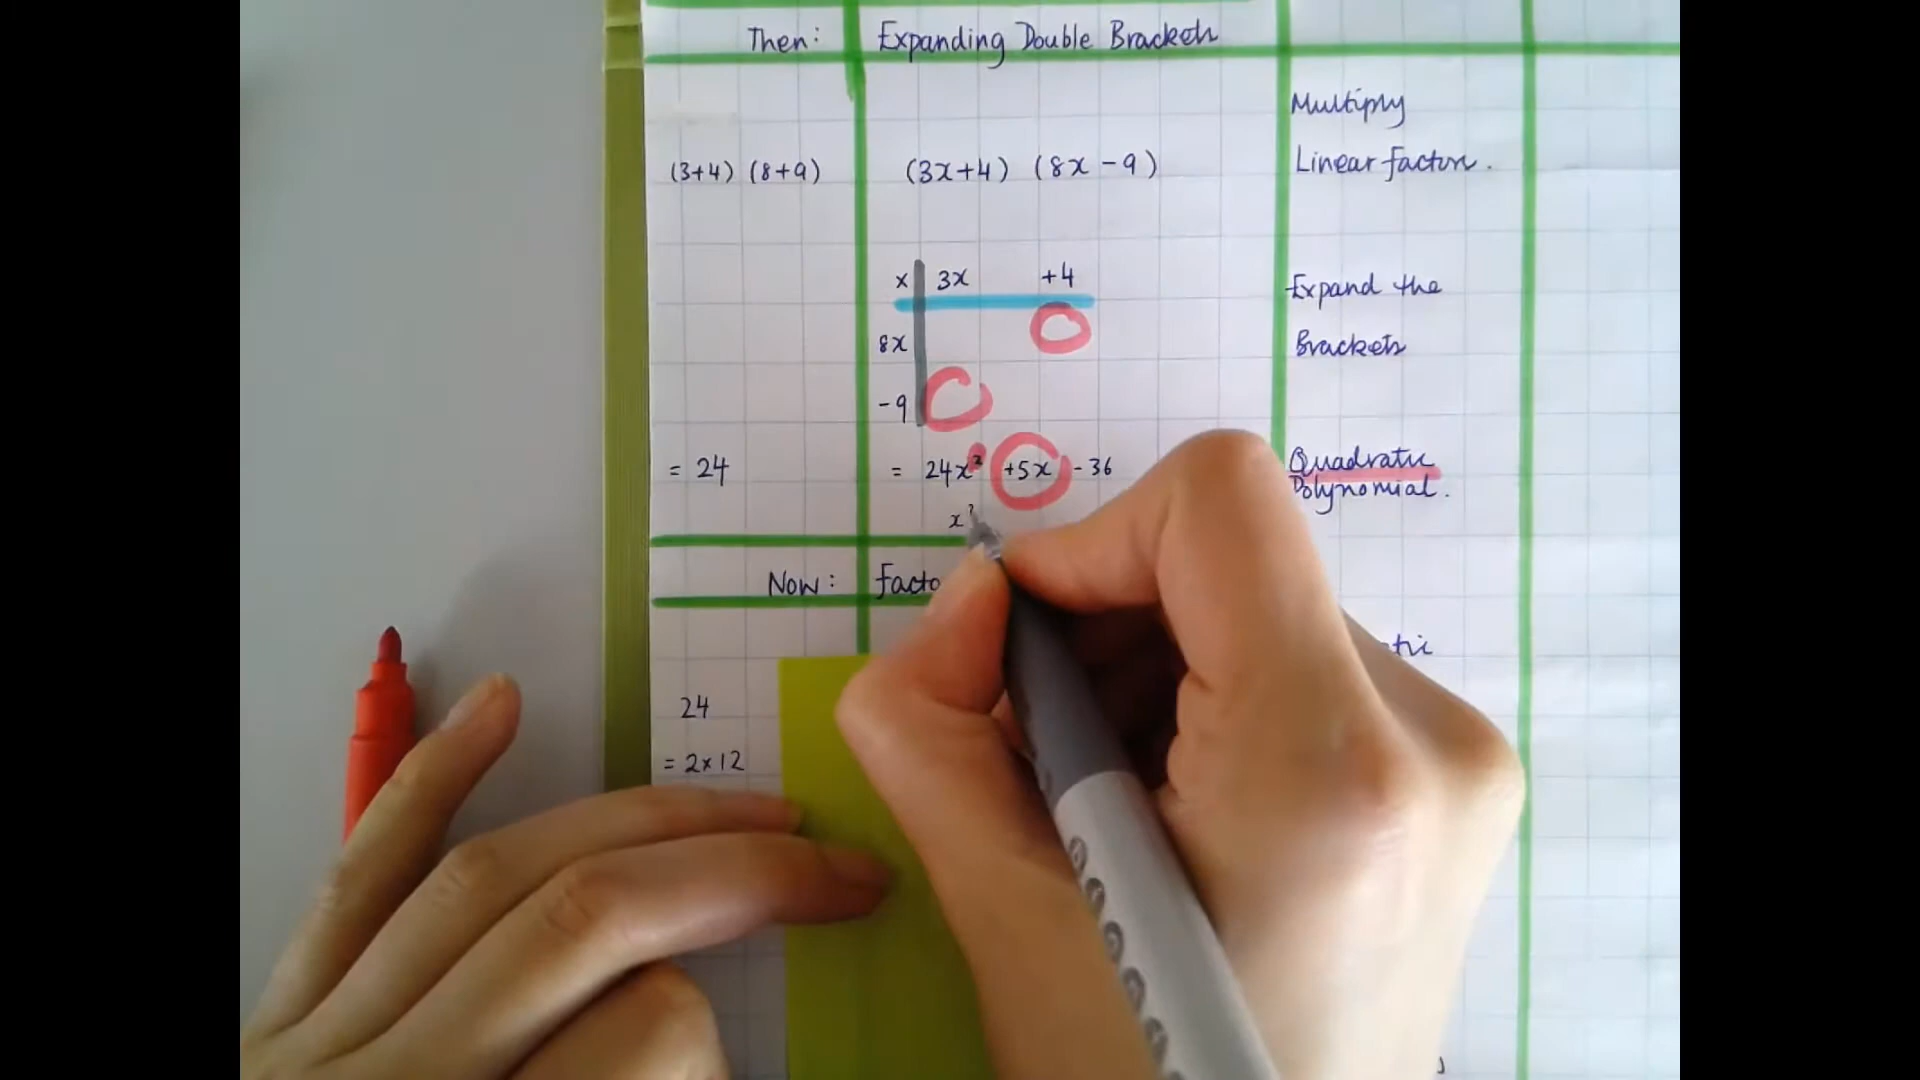 Then: Expanding Double Brackets
Multiply
(3+4) (8+9) (3x+4) (8x-9) Linear factors.
x 3x +4
Expand the
8x Brackets
-9
= 24 = 24x² +5x -36 Quadratic
Polynomial.
x²
Now:
24
= 2×12